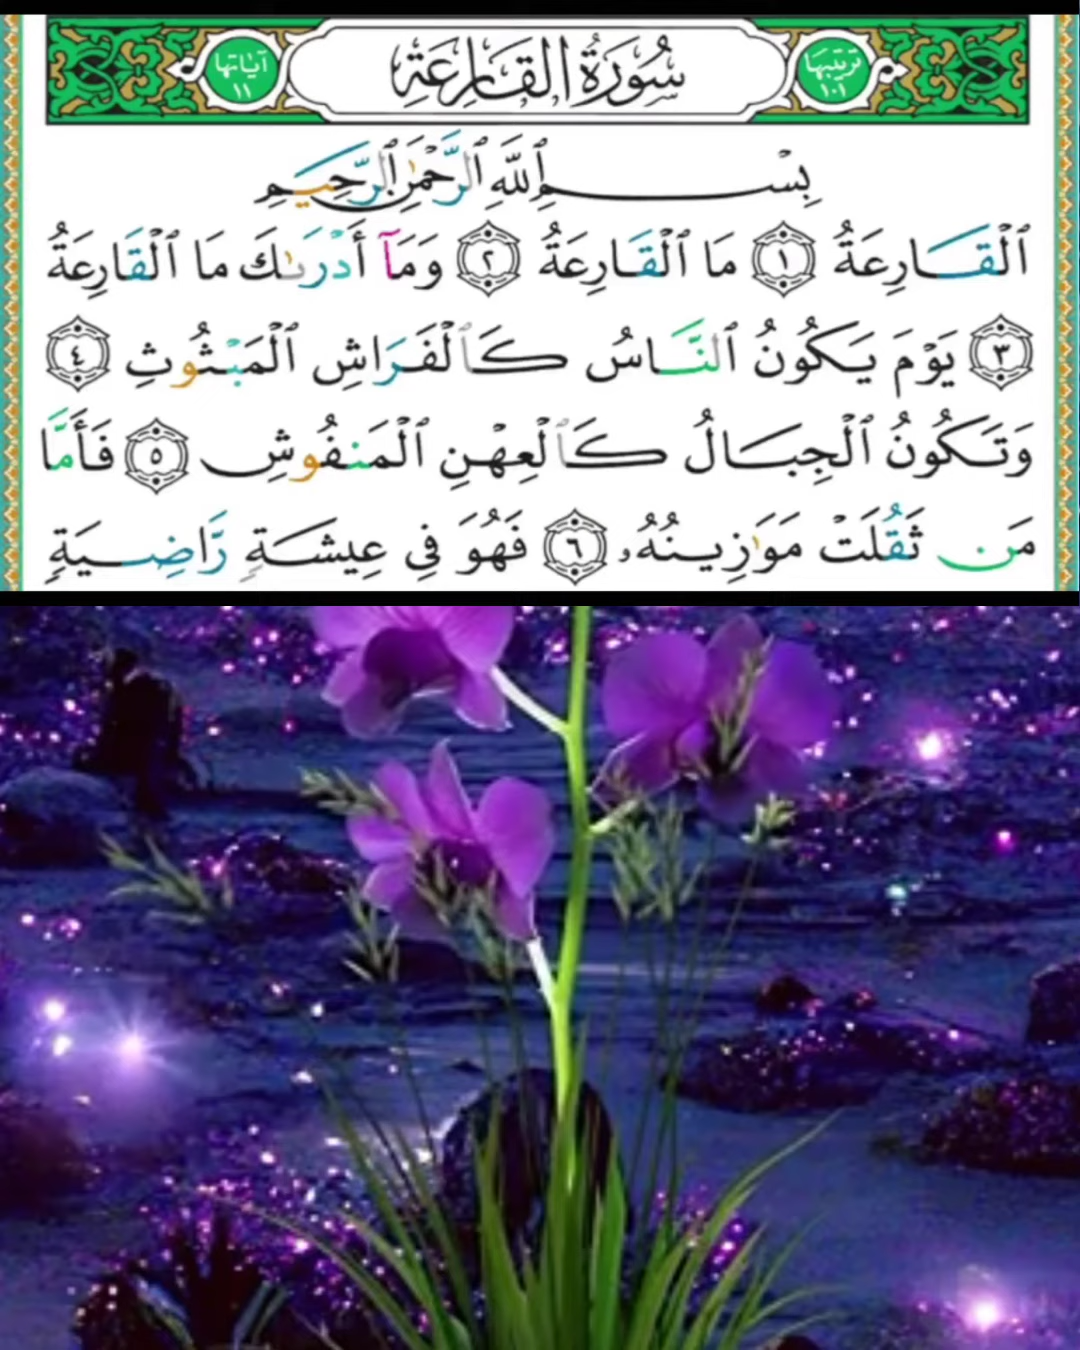 ترتيبها ١٠١ سُورَةُ القَارِعَةِ آياتها ١١
بِسْمِ ٱللَّهِ ٱلرَّحْمَٰنِ ٱلرَّحِيمِ
ٱلْقَارِعَةُ ١ مَا ٱلْقَارِعَةُ ٢ وَمَآ أَدْرَىٰكَ مَا ٱلْقَارِعَةُ
٣ يَوْمَ يَكُونُ ٱلنَّاسُ كَٱلْفَرَاشِ ٱلْمَبْثُوثِ ٤
وَتَكُونُ ٱلْجِبَالُ كَٱلْعِهْنِ ٱلْمَنفُوشِ ٥ فَأَمَّا
مَن ثَقُلَتْ مَوَٰزِينُهُۥ ٦ فَهُوَ فِى عِيشَةٍ رَّاضِيَةٍ